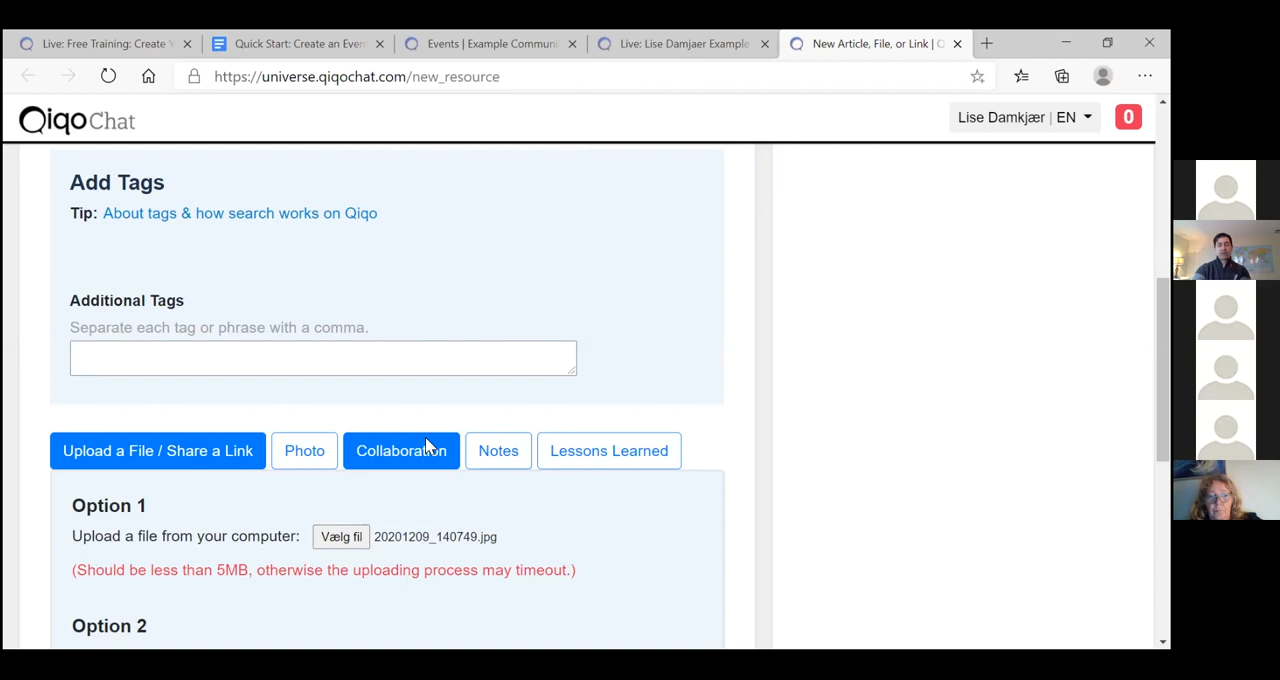 Live: Free Training: Create Y
Quick Start: Create an Even
Events | Example Communi
Live: Lise Damjaer Example
New Article, File, or Link | Q
https://universe.qiqochat.com/new_resource
Qiqo Chat
Lise Damkjær | EN
0
Add Tags
Tip: About tags & how search works on Qiqo
Additional Tags
Separate each tag or phrase with a comma.
Upload a File / Share a Link
Photo
Collaboration
Notes
Lessons Learned
Option 1
Upload a file from your computer: Vælg fil 20201209_140749.jpg
(Should be less than 5MB, otherwise the uploading process may timeout.)
Option 2